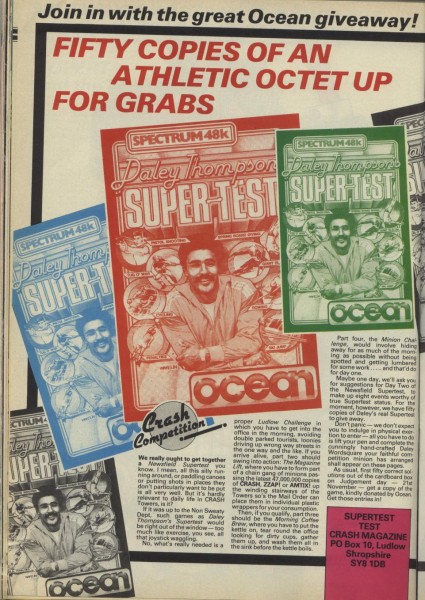 Join in with the great Ocean giveaway!
FIFTY COPIES OF AN
ATHLETIC OCTET UP
FOR GRABS
SPECTRUM 48k
Daley Thompson's
SUPER-TEST
ocean
SPECTRUM 48k
Daley Thompson's
SUPER-TEST
ocean
SPECTRUM 48k
Daley Thompson's
SUPER-TEST
ocean
Crash
Competition
We really ought to get together
a Newsfield Supertest you
know. I mean, all this silly run-
ning around, or paddling canoes
or putting shots in places they
don't particularly want to be put
is all very well. But it's hardly
relevant to daily life in CRASH
Towers, is it?
If it was up to the Non Sweaty
Dept, such games as Daley
Thompson's Supertest would
be right out of the window — too
much like exercise, you see, all
that joystick waggling.
No, what's really needed is a
proper Ludlow Challenge in
which you have to get into the
office in the morning, avoiding
double parked tourists, loonies
driving up wrong way streets in
the one way and the like. If you
arrive alive, part two should
swing into action: The Magazine
Lift, where you have to form part
of a chain gang of minions pas-
sing the latest 47,000,000 copies
of CRASH, ZZAP! or AMTIX! up
the winding stairways of the
Towers so's the Mail Order can
place them in individual plastic
wrappers for your consumption.
Then, if you qualify, part three
should be the Morning Coffee
Brew, where you have to put the
kettle on, tear round the office
looking for dirty cups, gather
them up, and wash them all in
the sink before the kettle boils.
Part four, the Minion Chal-
lenge, would involve hiding
away for as much of the morn-
ing as possible without being
spotted and getting lumbered
for some work . . . . and that'd do
for day one.
Maybe one day, we'll ask you
for suggestions for Day Two of
the Newsfield Supertest, to
make up eight events worthy of
true Supertest status. For the
moment, however, we have fifty
copies of Daley's real Supertest
to give away.
Don't panic — we don't expect
you to indulge in physical exer-
tion to enter — all you have to do
is lift your pen and complete the
cunningly hand-crafted Daley
Wordsquare your faithful com-
petition minion has arranged
shall appear on these pages.
As usual, first fifty correct sol-
utions out of the cardboard box
on Judgement day — 21st
November — get a copy of the
game, kindly donated by Ocean.
Get those entries in!
SUPERTEST
TEST
CRASH MAGAZINE
PO Box 10, Ludlow
Shropshire
SY8 1DB